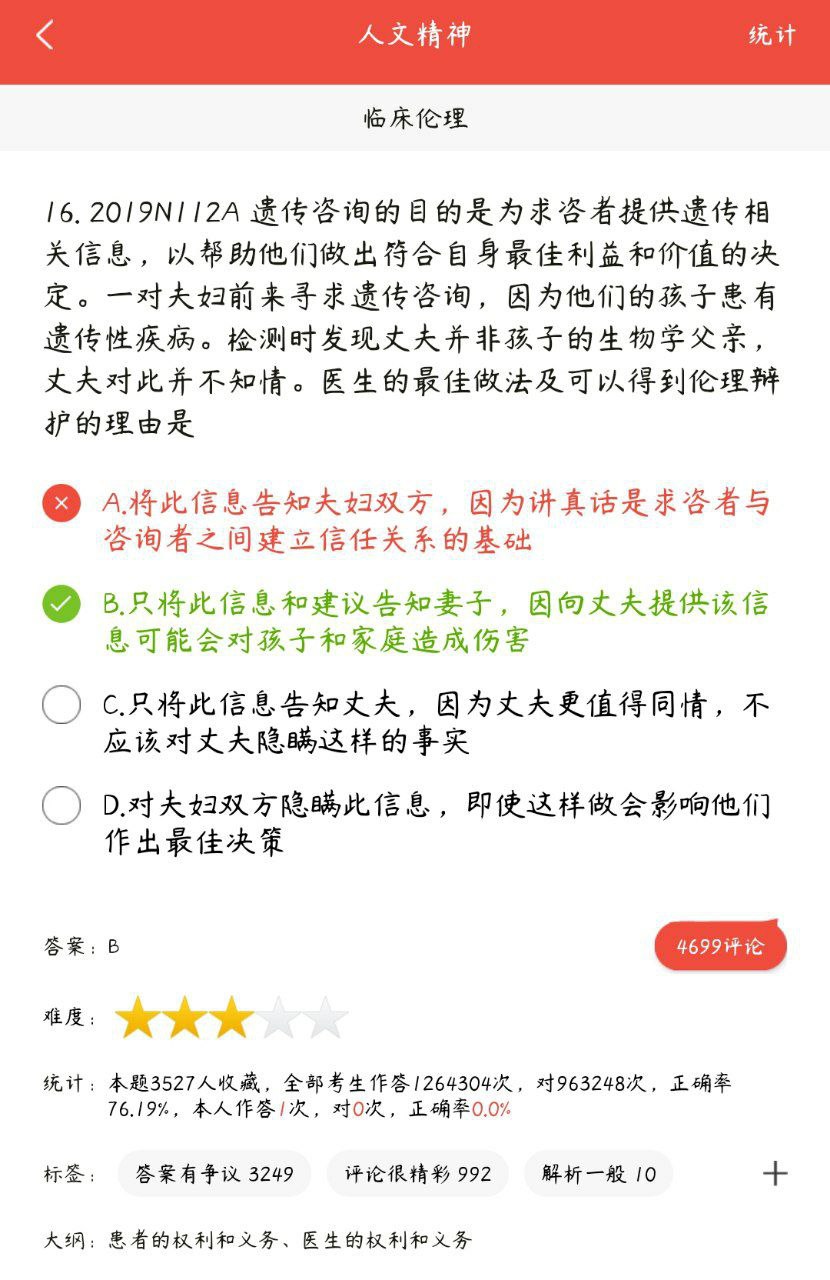 人文精神
统计
临床伦理
16. 2019N112A 遗传咨询的目的是为求咨者提供遗传相
关信息，以帮助他们做出符合自身最佳利益和价值的决
定。一对夫妇前来寻求遗传咨询，因为他们的孩子患有
遗传性疾病。检测时发现丈夫并非孩子的生物学父亲，
丈夫对此并不知情。医生的最佳做法及可以得到伦理辩
护的理由是
A.将此信息告知夫妇双方，因为讲真话是求咨者与
咨询者之间建立信任关系的基础
B.只将此信息和建议告知妻子，因向丈夫提供该信
息可能会对孩子和家庭造成伤害
C.只将此信息告知丈夫，因为丈夫更值得同情，不
应该对丈夫隐瞒这样的事实
D.对夫妇双方隐瞒此信息，即使这样做会影响他们
作出最佳决策
答案：B
4699评论
难度：
统计：本题3527人收藏，全部考生作答1264304次，对963248次，正确率
76.19%，本人作答1次，对0次，正确率0.0%
标签：答案有争议 3249 评论很精彩 992 解析一般 10
大纲：患者的权利和义务、医生的权利和义务